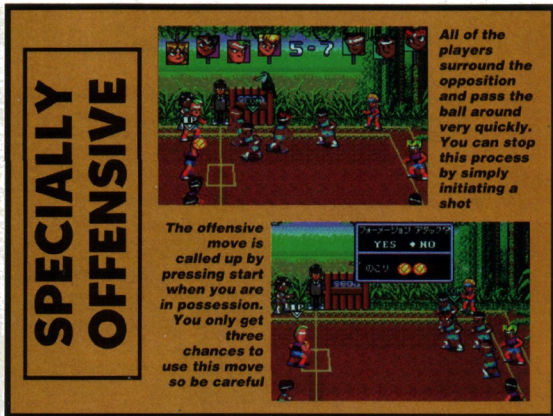 SPECIALLY
OFFENSIVE
5-7
All of the
players
surround the
opposition
and pass the
ball around
very quickly.
You can stop
this process
by simply
initiating a
shot
The offensive
move is
called up by
pressing start
when you are
in possession.
You only get
three
chances to
use this move
so be careful
フォーメーション アタック?
YES ◆NO
のこり
1P